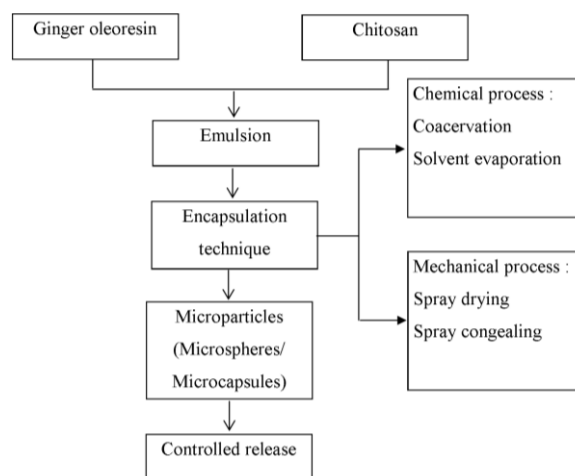 Ginger oleoresin
Chitosan
Emulsion
Encapsulation
technique
Chemical process :
Coacervation
Solvent evaporation
Mechanical process :
Spray drying
Spray congealing
Microparticles
(Microspheres/
Microcapsules)
Controlled release